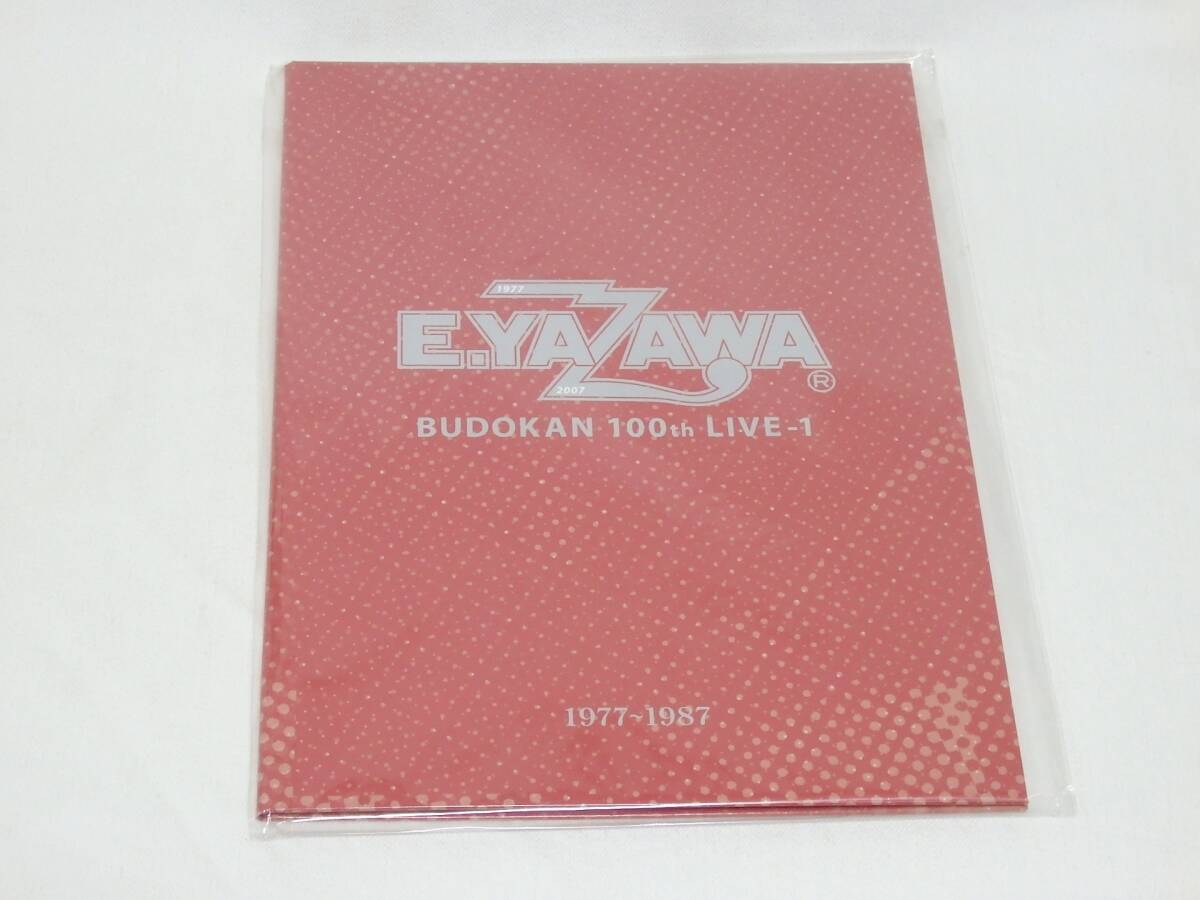 1977
E.YAZAWA
®
2007
BUDOKAN 100th LIVE-1
1977~1987